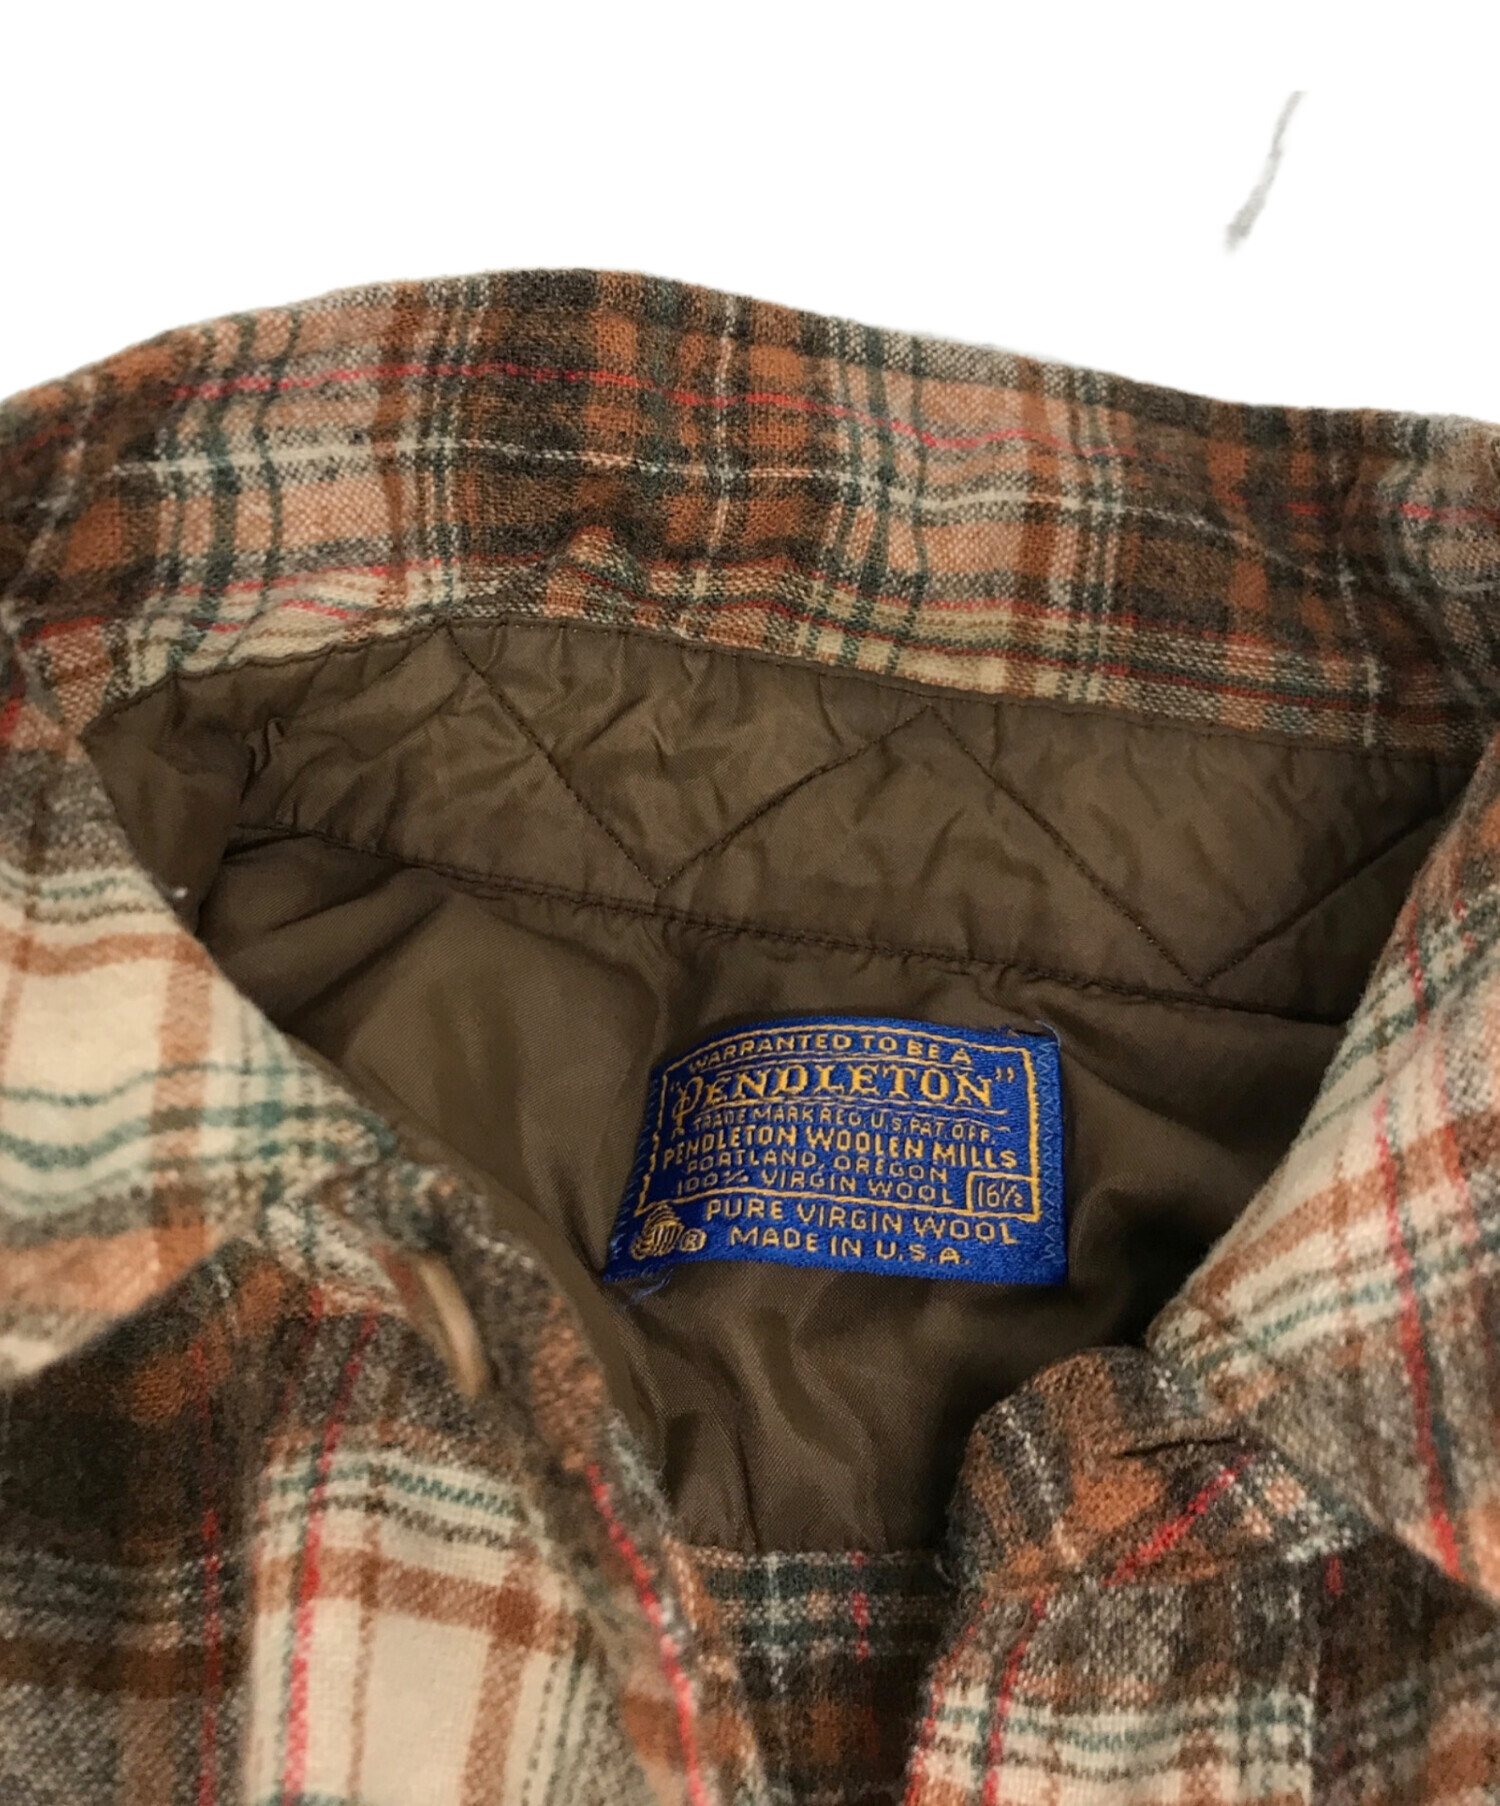 WARRANTED TO BE A
"PENDLETON"
TRADE MARK REG. U.S. PAT. OFF.
PENDLETON WOOLEN MILLS
PORTLAND, OREGON
100% VIRGIN WOOL 16½
PURE VIRGIN WOOL
® MADE IN U.S.A.